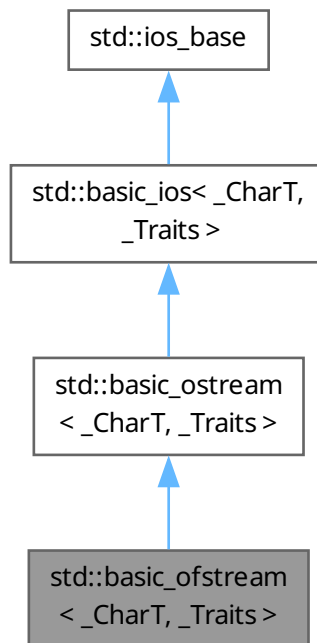 std::ios_base
std::basic_ios< _CharT,
_Traits >
std::basic_ostream
< _CharT, _Traits >
std::basic_ofstream
< _CharT, _Traits >